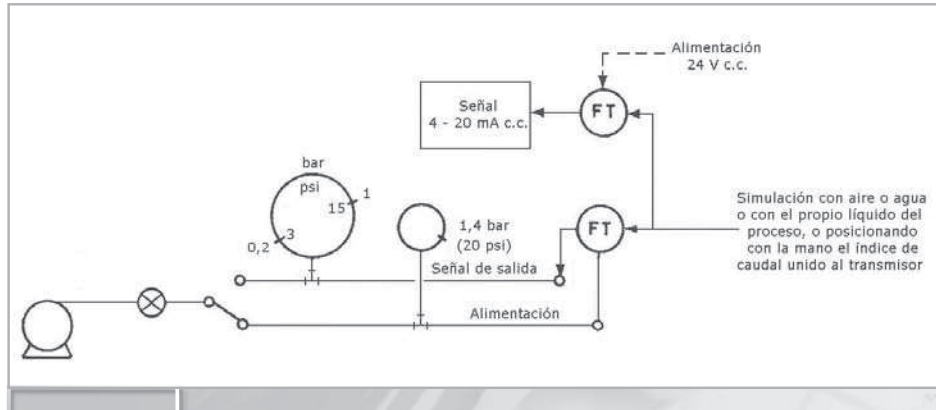 Alimentación
24 V c.c.
FT
Señal
4 - 20 mA c.c.
bar
psi
15
1
3
0,2
1,4 bar
(20 psi)
FT
Simulación con aire o agua
o con el propio líquido del
proceso, o posicionando
con la mano el índice de
caudal unido al transmisor
Señal de salida
Alimentación